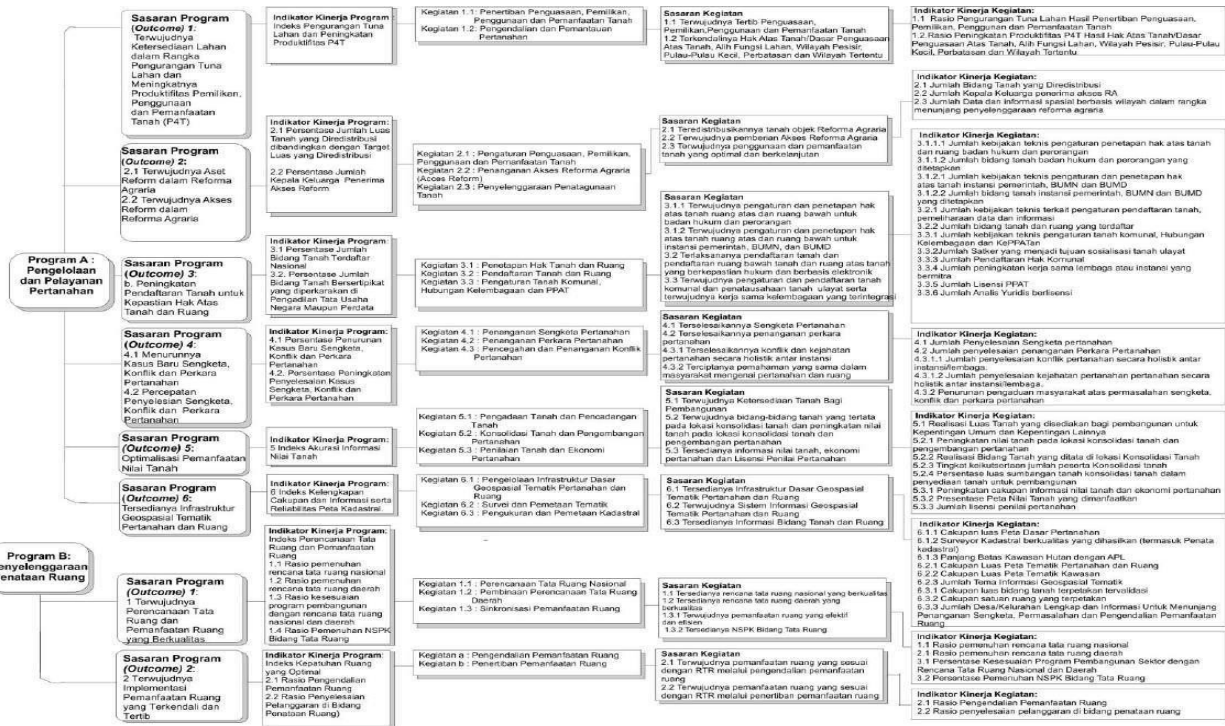 Program A :
Pengelolaan
dan Pelayanan
Pertanahan
Sasaran Program
(Outcome) 1:
Terwujudnya
Ketersediaan Lahan
dalam Rangka
Pengurangan Tuna
Lahan dan
Meningkatnya
Produktifitas Pemilikan,
Penggunaan
dan Pemanfaatan
Tanah (P4T)
Indikator Kinerja Program :
Indeks Pengurangan Tuna
Lahan dan Peningkatan
Produktifitas P4T
Kegiatan 1.1: Penertiban Penguasaan, Pemilikan,
Penggunaan dan Pemanfaatan Tanah
Kegiatan 1.2: Pengendalian dan Pemantauan
Pertanahan
Sasaran Kegiatan
1.1 Terwujudnya Tertib Penguasaan,
Pemilikan,Penggunaan dan Pemanfaatan Tanah
1.2 Terkendalinya Hak Atas Tanah/Dasar Penguasaan
Atas Tanah, Alih Fungsi Lahan, Wilayah Pesisir,
Pulau-Pulau Kecil, Perbatasan dan Wilayah Tertentu
Indikator Kinerja Kegiatan:
1.1 Rasio Pengurangan Tuna Lahan Hasil Penertiban Penguasaan,
Pemilikan, Penggunaan dan Pemanfaatan Tanah
1.2.Rasio Peningkatan Produktifitas P4T Hasil Hak Atas Tanah/Dasar
Penguasaan Atas Tanah, Alih Fungsi Lahan, Wilayah Pesisir, Pulau-Pulau
Kecil, Perbatasan dan Wilayah Tertentu
Sasaran Program
(Outcome) 2:
2.1 Terwujudnya Aset
Reform dalam Reforma
Agraria
2.2 Terwujudnya Akses
Reform dalam
Reforma Agraria
Indikator Kinerja Program:
2.1 Persentase Jumlah Luas
Tanah yang Diredistribusi
dibandingkan dengan Target
Luas yang Diredistribusi
2.2 Persentase Jumlah
Kepala Keluarga Penerima
Akses Reform
Kegiatan 2.1 : Pengaturan Penguasaan, Pemilikan,
Penggunaan dan Pemanfaatan Tanah
Kegiatan 2.2 : Penanganan Akses Reforma Agraria
(Acces Reform)
Kegiatan 2.3 : Penyelenggaraan Penatagunaan
Tanah
Sasaran Kegiatan
2.1 Teredistribusikannya tanah objek Reforma Agraria
2.2 Terwujudnya pemberian Akses Reforma Agraria
2.3 Terwujudnya penggunaan dan pemanfaatan
tanah yang optimal dan berkelanjutan
Indikator Kinerja Kegiatan:
2.1 Jumlah Bidang Tanah yang Diredistribusi
2.2 Jumlah Kepala Keluarga penerima akses RA
2.3 Jumlah Data dan informasi spasial berbasis wilayah dalam rangka
menunjang penyelenggaraan reforma agraria
Sasaran Program
(Outcome) 3:
b. Peningkatan
Pendaftaran Tanah untuk
Kepastian Hak Atas
Tanah dan Ruang
Indikator Kinerja Program:
3.1 Persentase Jumlah
Bidang Tanah Terdaftar
Nasional
3.2. Persentase Jumlah
Bidang Tanah Bersertipikat
yang diperkarakan di
Pengadilan Tata Usaha
Negara Maupun Perdata
Kegiatan 3.1 : Penetapan Hak Tanah dan Ruang
Kegiatan 3.2 : Pendaftaran Tanah dan Ruang
Kegiatan 3.3 : Pengaturan Tanah Komunal,
Hubungan Kelembagaan dan PPAT
Sasaran Kegiatan
3.1.1 Terwujudnya pengaturan dan penetapan hak
atas tanah ruang atas dan ruang bawah untuk
badan hukum dan perorangan
3.1.2 Terwujudnya pengaturan dan penetapan hak
atas tanah ruang atas dan ruang bawah untuk
instansi pemerintah, BUMN, dan BUMD
3.2 Terlaksananya pendaftaran tanah dan
pendaftaran ruang bawah tanah dan ruang atas tanah
yang berkepastian hukum dan berbasis elektronik
3.3 Terwujudnya pengaturan dan pendaftaran tanah
komunal dan penatausahaan tanah ulayat serta
terwujudnya kerja sama kelembagaan yang terintegrasi
Indikator Kinerja Kegiatan:
3.1.1.1 Jumlah kebijakan teknis pengaturan penetapan hak atas tanah
dan ruang badan hukum dan perorangan
3.1.1.2 Jumlah bidang tanah badan hukum dan perorangan yang
ditetapkan
3.1.2.1 Jumlah kebijakan teknis pengaturan dan penetapan hak
atas tanah instansi pemerintah, BUMN dan BUMD
3.1.2.2 Jumlah bidang tanah instansi pemerintah, BUMN dan BUMD
yang ditetapkan
3.2.1 Jumlah kebijakan teknis terkait pengaturan pendaftaran tanah,
pemeliharaan data dan informasi
3.2.2 Jumlah bidang tanah dan ruang yang terdaftar
3.3.1 Jumlah kebijakan teknis pengaturan tanah komunal, Hubungan
Kelembagaan dan KePPATan
3.3.2Jumlah Satker yang menjadi tujuan sosialisasi tanah ulayat
3.3.3 Jumlah Pendaftaran Hak Komunal
3.3.4 Jumlah peningkatan kerja sama lembaga atau instansi yang
bermitra
3.3.5 Jumlah Lisensi PPAT
3.3.6 Jumlah Analis Yuridis berlisensi
Sasaran Program
(Outcome) 4:
4.1 Menurunnya
Kasus Baru Sengketa,
Konflik dan Perkara
Pertanahan
4.2 Percepatan
Penyelesian Sengketa,
Konflik dan Perkara
Pertanahan
Indikator Kinerja Program:
4.1 Persentase Penurunan
Kasus Baru Sengketa,
Konflik dan Perkara
Pertanahan
4.2. Persentase Peningkatan
Penyelesaian Kasus
Sengketa, Konflik dan
Perkara Pertanahan
Kegiatan 4.1 : Penanganan Sengketa Pertanahan
Kegiatan 4.2 : Penanganan Perkara Pertanahan
Kegiatan 4.3 : Pencegahan dan Penanganan Konflik
Pertanahan
Sasaran Kegiatan
4.1 Terselesaikannya Sengketa Pertanahan
4.2 Terselesaikannya penanganan perkara
pertanahan
4.3.1 Terselesaikannya konflik dan kejahatan
pertanahan secara holistik antar instansi
4.3.2 Terciptanya pemahaman yang sama dalam
masyarakat mengenai pertanahan dan ruang
Indikator Kinerja Kegiatan:
4.1 Jumlah Penyelesaian Sengketa pertanahan
4.2 Jumlah penyelesaian penanganan Perkara Pertanahan
4.3.1.1 Jumlah penyelesaian konflik pertanahan secara holistik antar
instansi/lembaga.
4.3.1.2 Jumlah penyelesaian kejahatan pertanahan pertanahan secara
holistik antar instansi/lembaga.
4.3.2 Penurunan pengaduan masyarakat atas permasalahan sengketa,
konflik dan perkara pertanahan
Sasaran Program
(Outcome) 5:
Optimalisasi Pemanfaatan
Nilai Tanah
Indikator Kinerja Program:
5 Indeks Akurasi Informasi
Nilai Tanah
Kegiatan 5.1 : Pengadaan Tanah dan Pencadangan
Tanah
Kegiatan 5.2 : Konsolidasi Tanah dan Pengembangan
Pertanahan
Kegiatan 5.3 : Penilaian Tanah dan Ekonomi
Pertanahan
Sasaran Kegiatan
5.1 Terwujudnya Ketersediaan Tanah Bagi
Pembangunan
5.2 Terwujudnya bidang-bidang tanah yang tertata
pada lokasi konsolidasi tanah dan peningkatan nilai
tanah pada lokasi konsolidasi tanah dan
pengembangan pertanahan
5.3 Tersedianya informasi nilai tanah, ekonomi
pertanahan dan Lisensi Penilai Pertanahan
Indikator Kinerja Kegiatan:
5.1 Realisasi Luas Tanah yang disediakan bagi pembangunan untuk
Kepentingan Umum dan Kepentingan Lainnya
5.2.1 Peningkatan nilai tanah pada lokasi konsolidasi tanah dan
pengembangan pertanahan
5.2.2 Realisasi Bidang Tanah yang ditata di lokasi Konsolidasi Tanah
5.2.3 Tingkat keikutsertaan jumlah peserta Konsolidasi tanah
5.2.4 Persentase luas sumbangan tanah konsolidasi tanah dalam
penyediaan tanah untuk pembangunan
5.3.1 Peningkatan cakupan informasi nilai tanah dan ekonomi pertanahan
5.3.2 Presentase Peta Nilai Tanah yang dimanfaatkan
5.3.3 Jumlah lisensi penilai pertanahan
Sasaran Program
(Outcome) 6:
Tersedianya Infrastruktur
Geospasial Tematik
Pertanahan dan Ruang
Indikator Kinerja Program:
6 Indeks Kelengkapan
Cakupan dan Informasi serta
Reliabilitas Peta Kadastral.
Kegiatan 6.1 : Pengelolaan Infrastruktur Dasar
Geospasial Tematik Pertanahan dan
Ruang
Kegiatan 6.2 : Survei dan Pemetaan Tematik
Kegiatan 6.3 : Pengukuran dan Pemetaan Kadastral
Sasaran Kegiatan
6.1 Tersedianya Infrastruktur Dasar Geospasial
Tematik Pertanahan dan Ruang
6.2 Terwujudnya Sistem Informasi Geospasial
Tematik Pertanahan dan Ruang
6.3 Tersedianya Informasi Bidang Tanah dan Ruang
Indikator Kinerja Kegiatan:
6.1.1 Cakupan luas Peta Dasar Pertanahan
6.1.2 Surveyor Kadastral berkualitas yang dihasilkan (termasuk Penata
kadastral)
6.1.3 Panjang Batas Kawasan Hutan dengan APL
6.2.1 Cakupan Luas Peta Tematik Pertanahan dan Ruang
6.2.2 Cakupan Luas Peta Tematik Kawasan
6.2.3 Jumlah Tema Informasi Geospasial Tematik
6.3.1 Cakupan luas bidang tanah terpetakan tervalidasi
6.3.2 Cakupan satuan ruang yang terpetakan
6.3.3 Jumlah Desa/Kelurahan Lengkap dan Informasi Untuk Menunjang
Penanganan Sengketa, Permasalahan dan Pengendalian Pemanfaatan
Ruang
Program B:
Penyelenggaraan
Penataan Ruang
Sasaran Program
(Outcome) 1:
1 Terwujudnya
Perencanaan Tata
Ruang dan
Pemanfaatan Ruang
yang Berkualitas
Indikator Kinerja Program:
Indeks Perencanaan Tata
Ruang dan Pemanfaatan
Ruang
1.1 Rasio pemenuhan
rencana tata ruang nasional
1.2 Rasio pemenuhan
rencana tata ruang daerah
1.3 Rasio kesesuaian
program pembangunan
dengan rencana tata ruang
nasional dan daerah
1.4 Rasio Pemenuhan NSPK
Bidang Tata Ruang
Kegiatan 1.1 : Perencanaan Tata Ruang Nasional
Kegiatan 1.2 : Pembinaan Perencanaan Tata Ruang
Daerah
Kegiatan 1.3 : Sinkronisasi Pemanfaatan Ruang
Sasaran Kegiatan
1.1 Tersedianya rencana tata ruang nasional yang berkualitas
1.2 Tersedianya rencana tata ruang daerah yang
berkualitas
1.3.1 Terwujudnya pemanfaatan ruang yang efektif
dan efisien
1.3.2 Tersedianya NSPK Bidang Tata Ruang
Indikator Kinerja Kegiatan:
1.1 Rasio pemenuhan rencana tata ruang nasional
2.1 Rasio pemenuhan rencana tata ruang daerah
3.1 Persentase Kesesuaian Program Pembangunan Sektor dengan
Rencana Tata Ruang Nasional dan Daerah
3.2 Persentase Pemenuhan NSPK Bidang Tata Ruang
Sasaran Program
(Outcome) 2:
2 Terwujudnya
Implementasi
Pemanfaatan Ruang
yang Terkendali dan
Tertib
Indikator Kinerja Program:
Indeks Kepatuhan Ruang
yang Optimal
2.1 Rasio Pengendalian
Pemanfaatan Ruang
2.2 Rasio Penyelesaian
Pelanggaran di Bidang
Penataan Ruang)
Kegiatan a : Pengendalian Pemanfaatan Ruang
Kegiatan b : Penertiban Pemanfaatan Ruang
Sasaran Kegiatan
2.1 Terwujudnya pemanfaatan ruang yang sesuai
dengan RTR melalui pengendalian pemanfaatan
ruang
2.2 Terwujudnya pemanfaatan ruang yang sesuai
dengan RTR melalui penertiban pemanfaatan ruang
Indikator Kinerja Kegiatan:
2.1 Rasio Pengendalian Pemanfaatan Ruang
2.2 Rasio penyelesaian pelanggaran di bidang penataan ruang